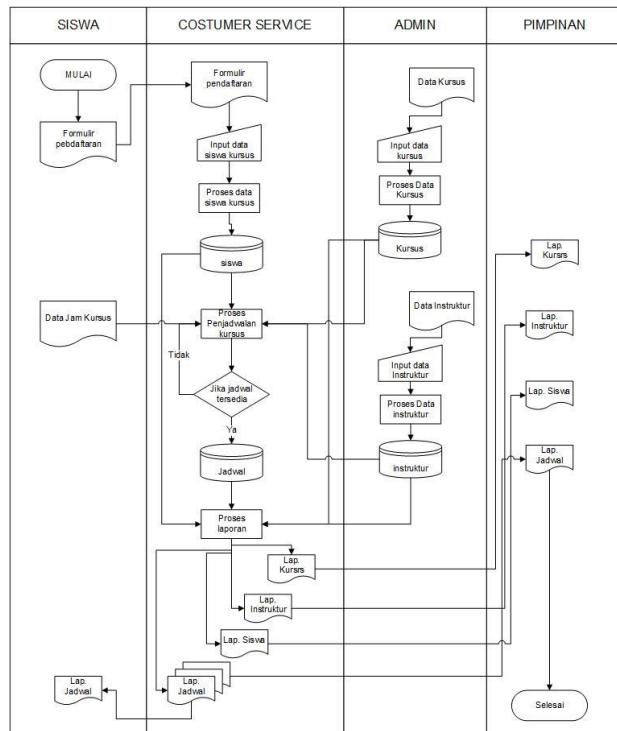 SISWA
COSTUMER SERVICE
ADMIN
PIMPINAN
MULAI
Formulir
pebdaftaran
Formulir
pendaftaran
Input data
siswa kursus
Proses data
siswa kursus
siswa
Data Jam Kursus
Proses
Penjadwalan
kursus
Tidak
Jika jadwal
tersedia
Ya
Jadwal
Proses
laporan
Lap.
Kursrs
Lap.
Instruktur
Lap. Siswa
Lap.
Jadwal
Lap.
Jadwal
Data Kursus
Input data
kursus
Proses Data
Kursus
Kursus
Data Instruktur
Input data
Instruktur
Proses Data
instruktur
instruktur
Lap.
Kursrs
Lap.
Instruktur
Lap. Siswa
Lap.
Jadwal
Selesai